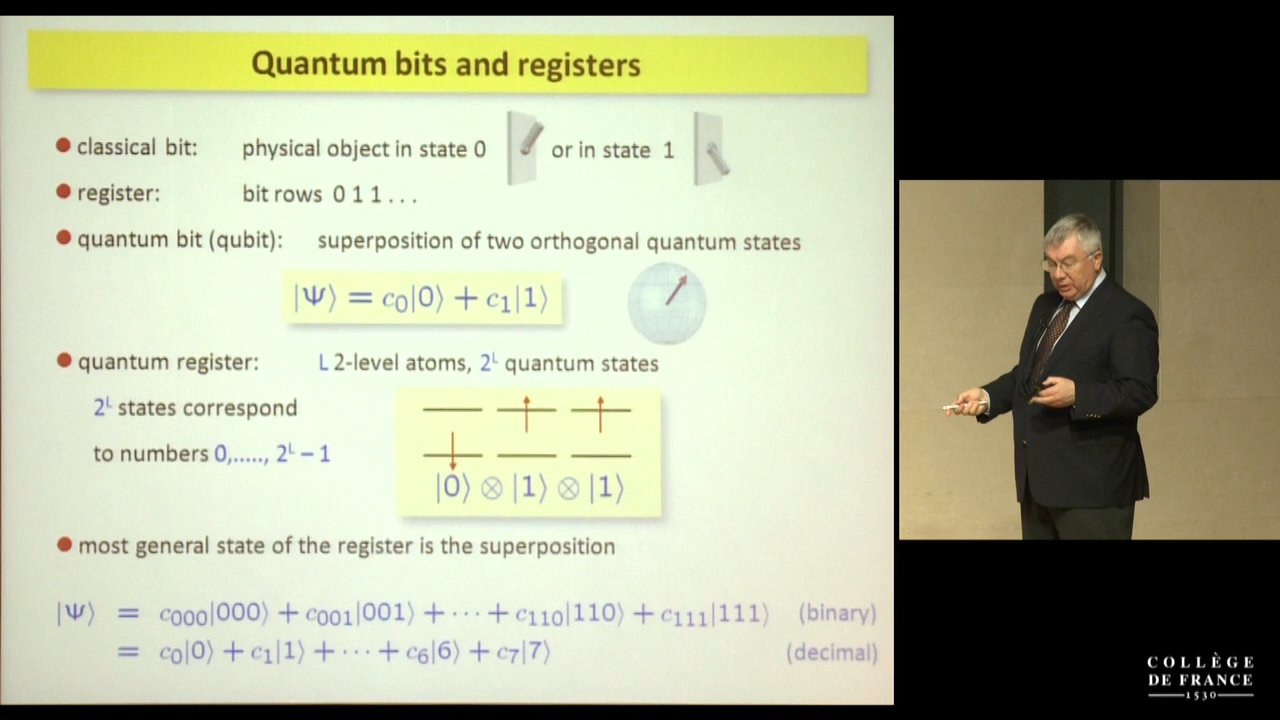 Quantum bits and registers
● classical bit: physical object in state 0 or in state 1
● register: bit rows 0 1 1 . . .
● quantum bit (qubit): superposition of two orthogonal quantum states
|Ψ⟩ = c₀|0⟩ + c₁|1⟩
● quantum register: L 2-level atoms, 2ᴸ quantum states
2ᴸ states correspond
to numbers 0,....., 2ᴸ – 1
|0⟩ ⊗ |1⟩ ⊗ |1⟩
● most general state of the register is the superposition
|Ψ⟩ = c₀₀₀|000⟩ + c₀₀₁|001⟩ + ··· + c₁₁₀|110⟩ + c₁₁₁|111⟩ (binary)
= c₀|0⟩ + c₁|1⟩ + ··· + c₆|6⟩ + c₇|7⟩ (decimal)
COLLÈGE
DE FRANCE
1530